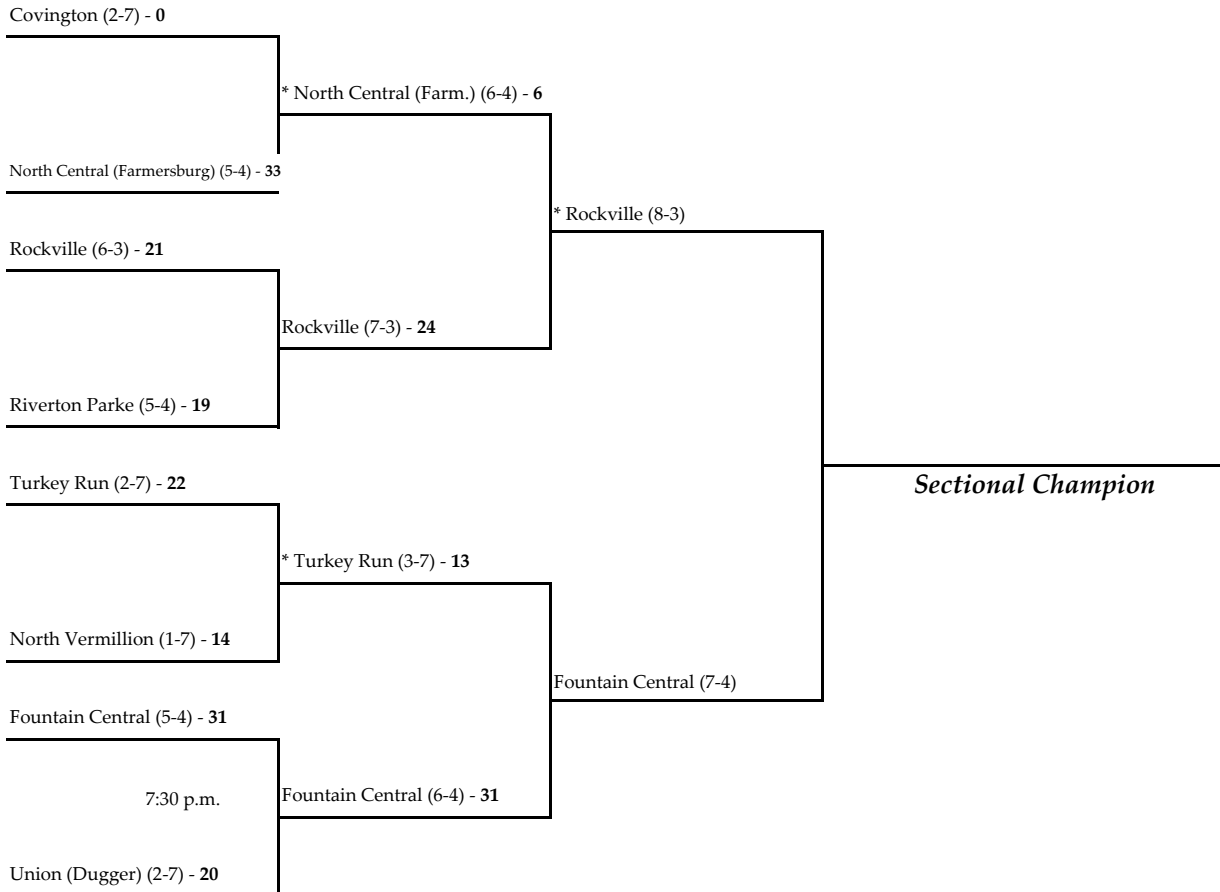 Covington (2-7) - 0
* North Central (Farm.) (6-4) - 6
North Central (Farmersburg) (5-4) - 33
* Rockville (8-3)
Rockville (6-3) - 21
Rockville (7-3) - 24
Riverton Parke (5-4) - 19
Turkey Run (2-7) - 22
Sectional Champion
* Turkey Run (3-7) - 13
North Vermillion (1-7) - 14
Fountain Central (7-4)
Fountain Central (5-4) - 31
7:30 p.m.
Fountain Central (6-4) - 31
Union (Dugger) (2-7) - 20